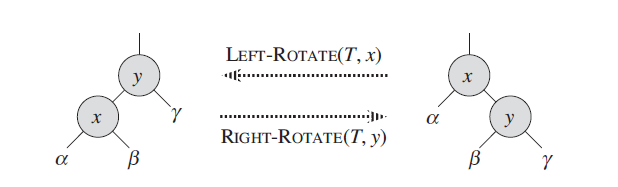 LEFT-ROTATE(T, x)
y
x
x
γ
α
y
RIGHT-ROTATE(T, y)
α
β
β
γ